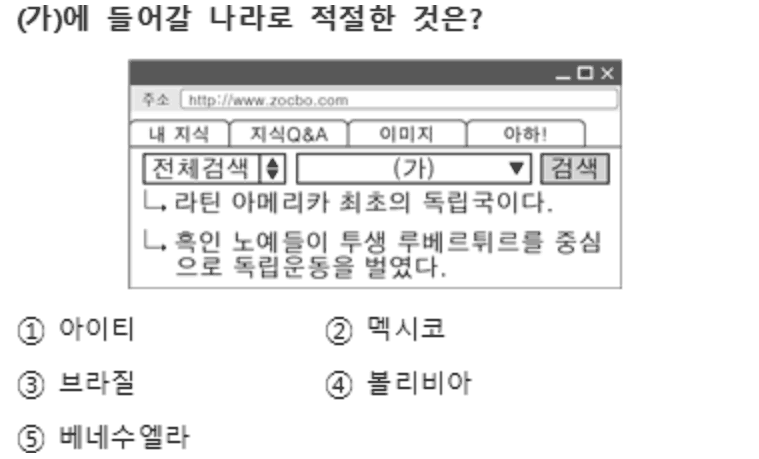 (가)에 들어갈 나라로 적절한 것은?
주소 http://www.zocbo.com
내 지식 지식Q&A 이미지 아하!
전체검색 (가) 검색
라틴 아메리카 최초의 독립국이다.
흑인 노예들이 투생 루베르튀르를 중심
으로 독립운동을 벌였다.
① 아이티 ② 멕시코
③ 브라질 ④ 볼리비아
⑤ 베네수엘라